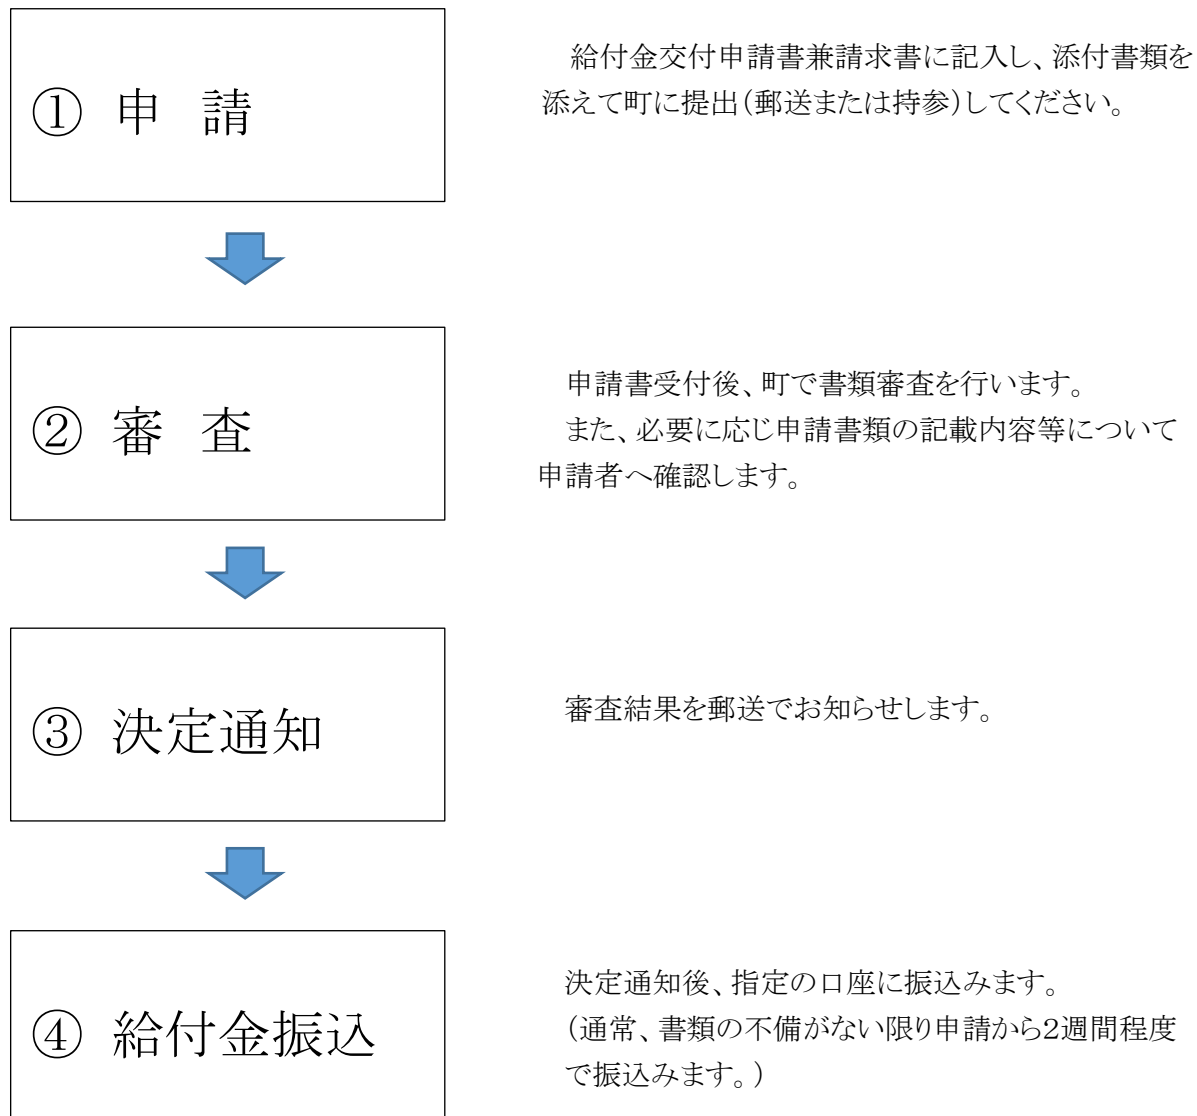 ① 申 請
給付金交付申請書兼請求書に記入し、添付書類を
添えて町に提出(郵送または持参)してください。
② 審 査
申請書受付後、町で書類審査を行います。
また、必要に応じ申請書類の記載内容等について
申請者へ確認します。
③ 決定通知
審査結果を郵送でお知らせします。
④ 給付金振込
決定通知後、指定の口座に振込みます。
(通常、書類の不備がない限り申請から2週間程度
で振込みます。)